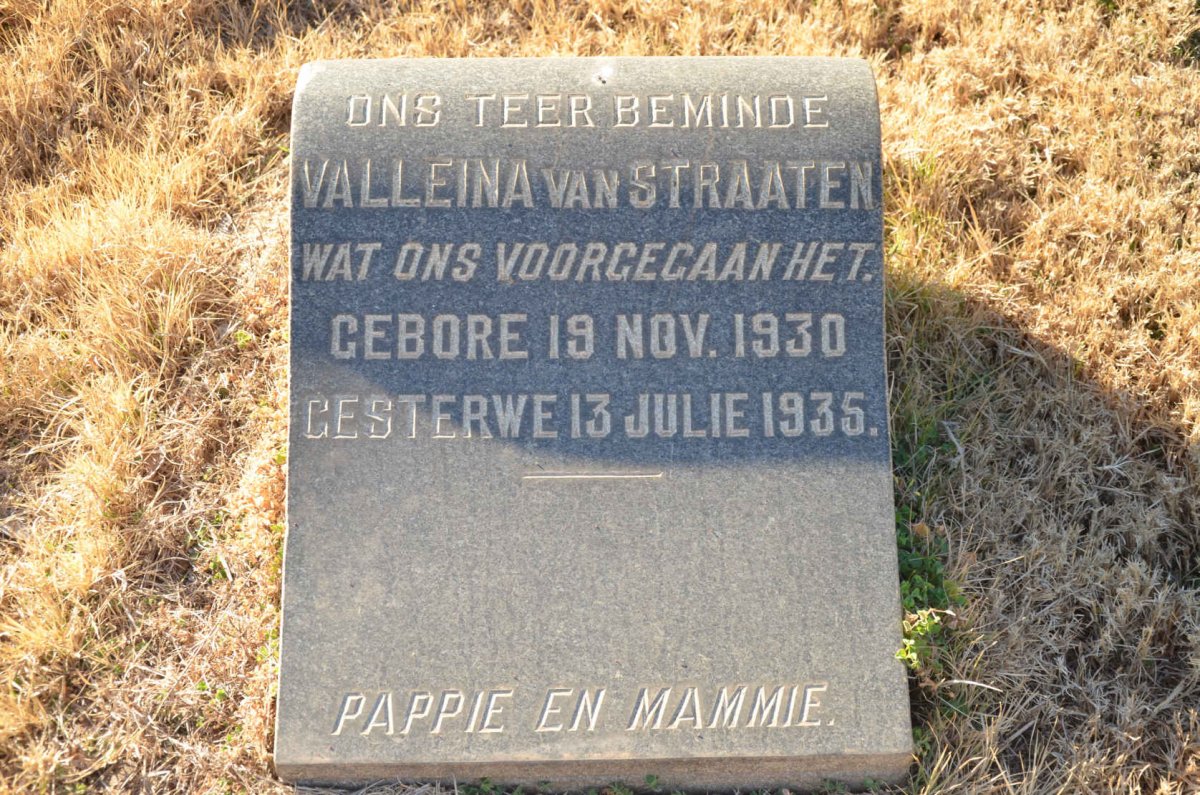 ONS TEER BEMINDE
VALLEINA VAN STRAATEN
WAT ONS VOORGEGAAN HET.
GEBORE 19 NOV. 1930
GESTERWE 13 JULIE 1935.
PAPPIE EN MAMMIE.